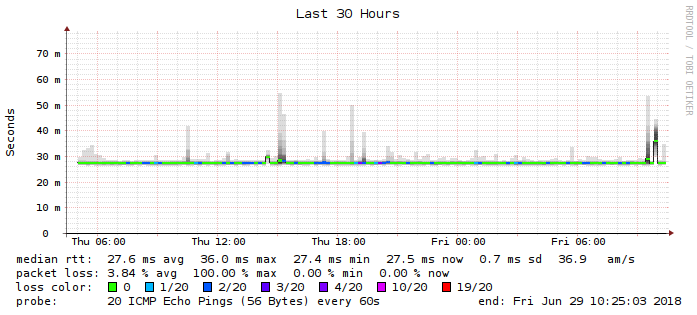 Last 30 Hours
RRDTOOL / TOBI OETIKER
Seconds
70 m
60 m
50 m
40 m
30 m
20 m
10 m
0
Thu 06:00 Thu 12:00 Thu 18:00 Fri 00:00 Fri 06:00
median rtt: 27.6 ms avg 36.0 ms max 27.4 ms min 27.5 ms now 0.7 ms sd 36.9 am/s
packet loss: 3.84 % avg 100.00 % max 0.00 % min 0.00 % now
loss color: 0 1/20 2/20 3/20 4/20 10/20 19/20
probe: 20 ICMP Echo Pings (56 Bytes) every 60s end: Fri Jun 29 10:25:03 2018